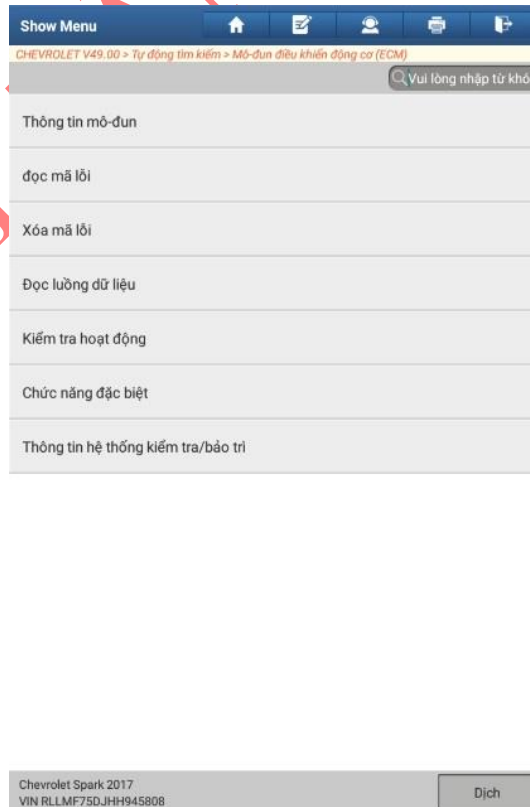 Show Menu
CHEVROLET V49.00 > Tự động tìm kiếm > Mô-đun điều khiển động cơ (ECM)
Vui lòng nhập từ khó
Thông tin mô-đun
đọc mã lỗi
Xóa mã lỗi
Đọc luồng dữ liệu
Kiểm tra hoạt động
Chức năng đặc biệt
Thông tin hệ thống kiểm tra/bảo trì
Chevrolet Spark 2017
VIN RLLMF75DJHH945808
Dịch